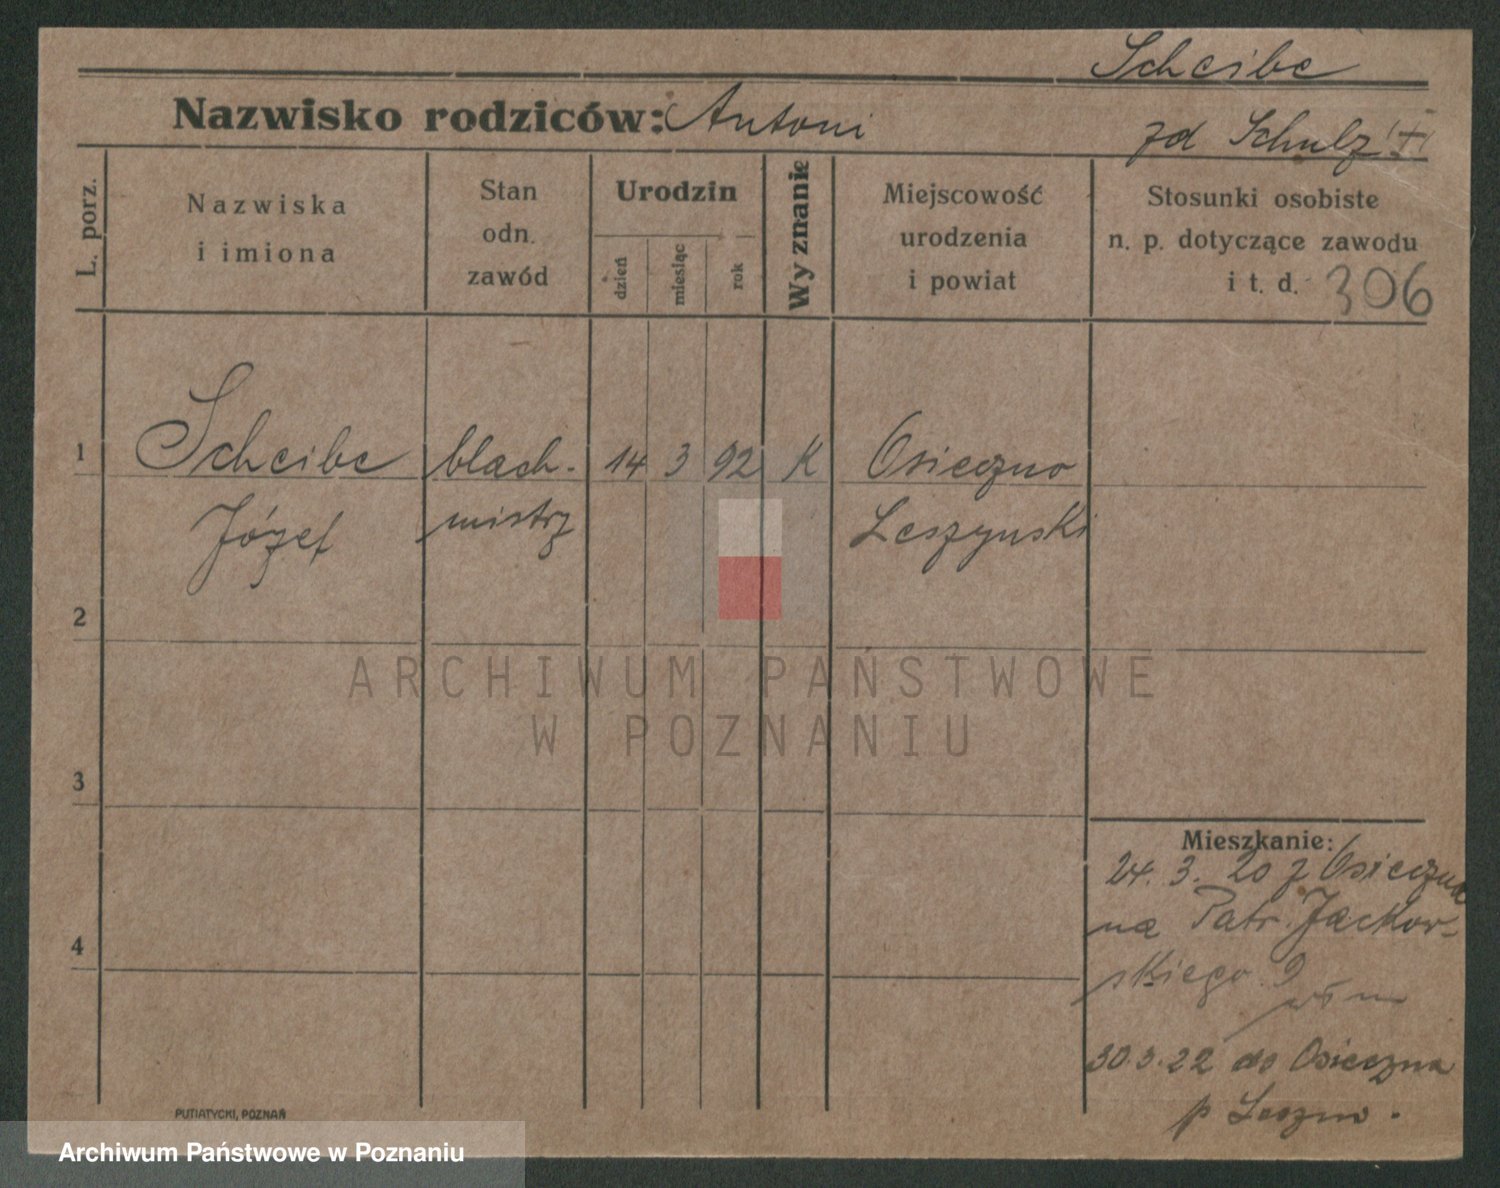 Scheibe
Nazwisko rodziców: Antoni
zd Schulz
L. porz.
Nazwiska
i imiona
Stan
odn.
zawód
Urodzin
dzień
miesiąc
rok
Wyznanie
Miejscowość
urodzenia
i powiat
Stosunki osobiste
n. p. dotyczące zawodu
i t. d. 306
1 Scheibe blach- 14 3 92 K Osieczno
Józef mistrz Leszynski
2
3
4
ARCHIWUM PAŃSTWOWE
W POZNANIU
Mieszkanie:
24. 3. 20 z Osieczna
na Patr. Jackow-
skiego 9
30.3.22 do Osieczna
p Leszno.
PUTIATYCKI, POZNAŃ
Archiwum Państwowe w Poznaniu